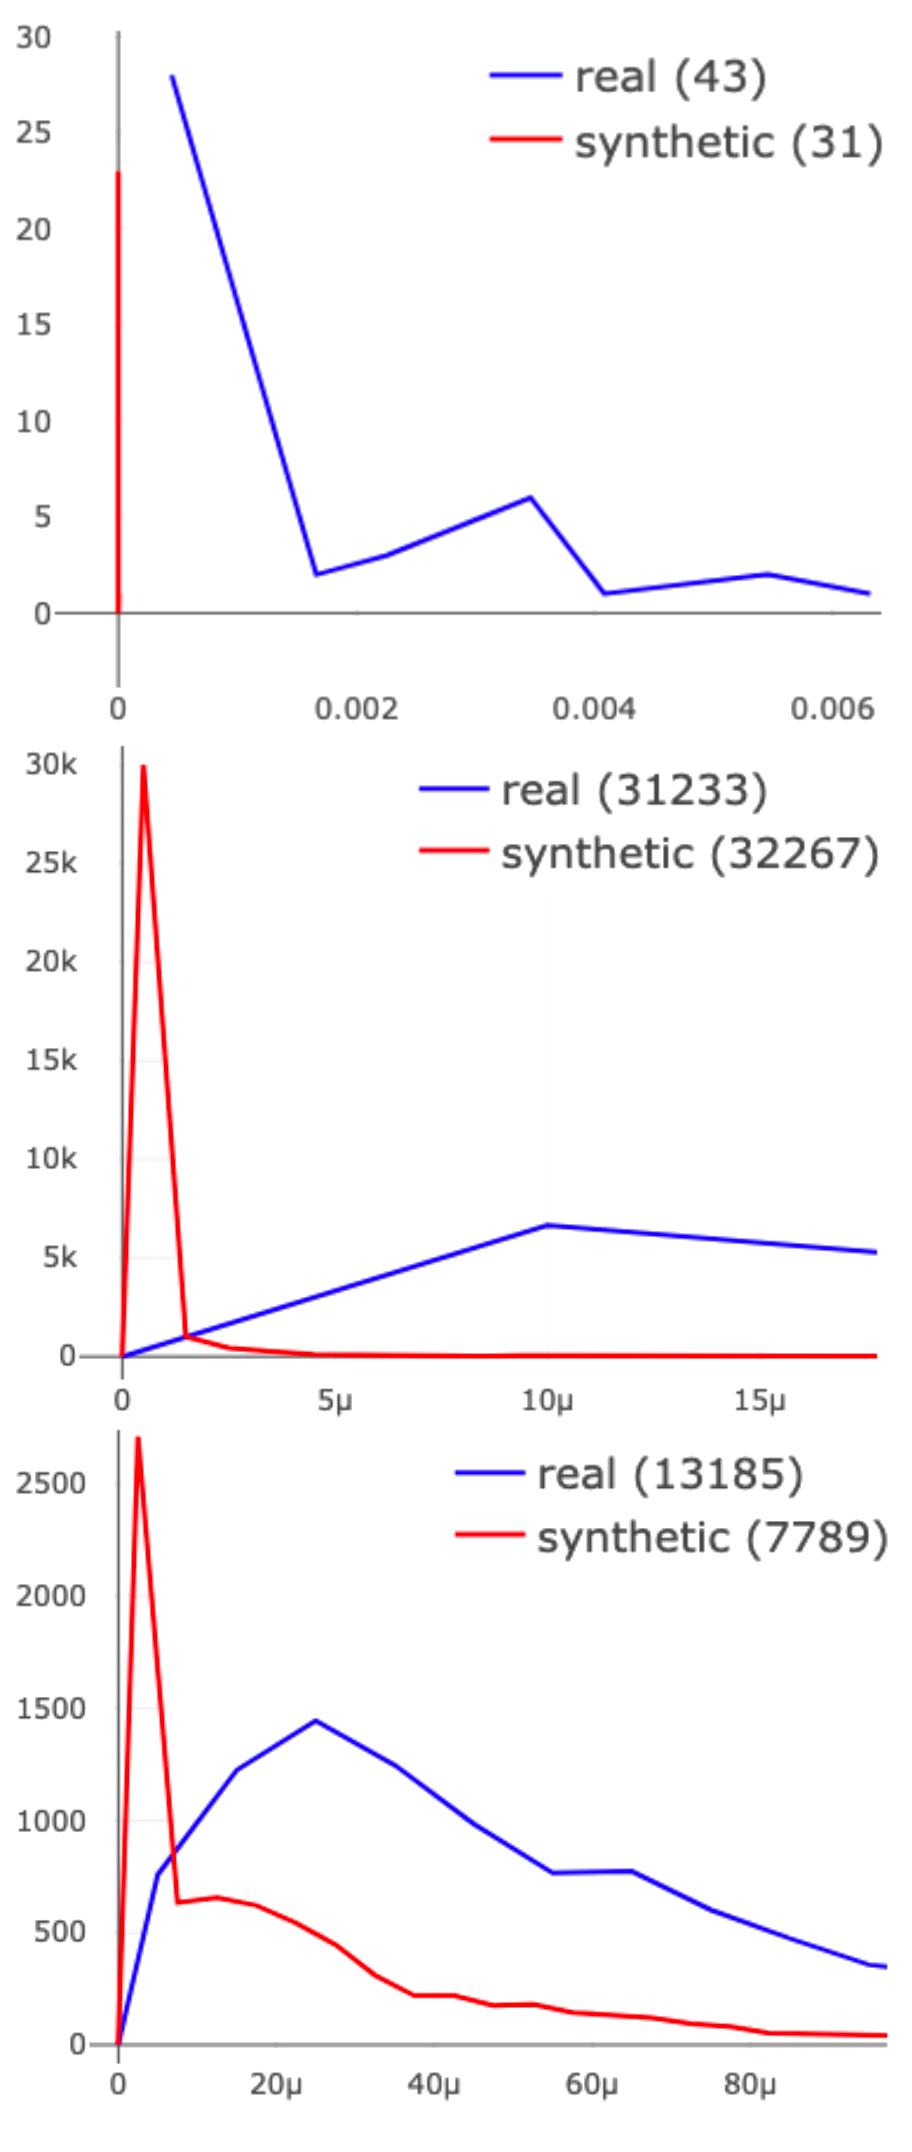 30
real (43)
25
synthetic (31)
20
15
10
5
0
0 0.002 0.004 0.006
30k
real (31233)
25k
synthetic (32267)
20k
15k
10k
5k
0
0 5μ 10μ 15μ
real (13185)
2500
synthetic (7789)
2000
1500
1000
500
0
0 20μ 40μ 60μ 80μ